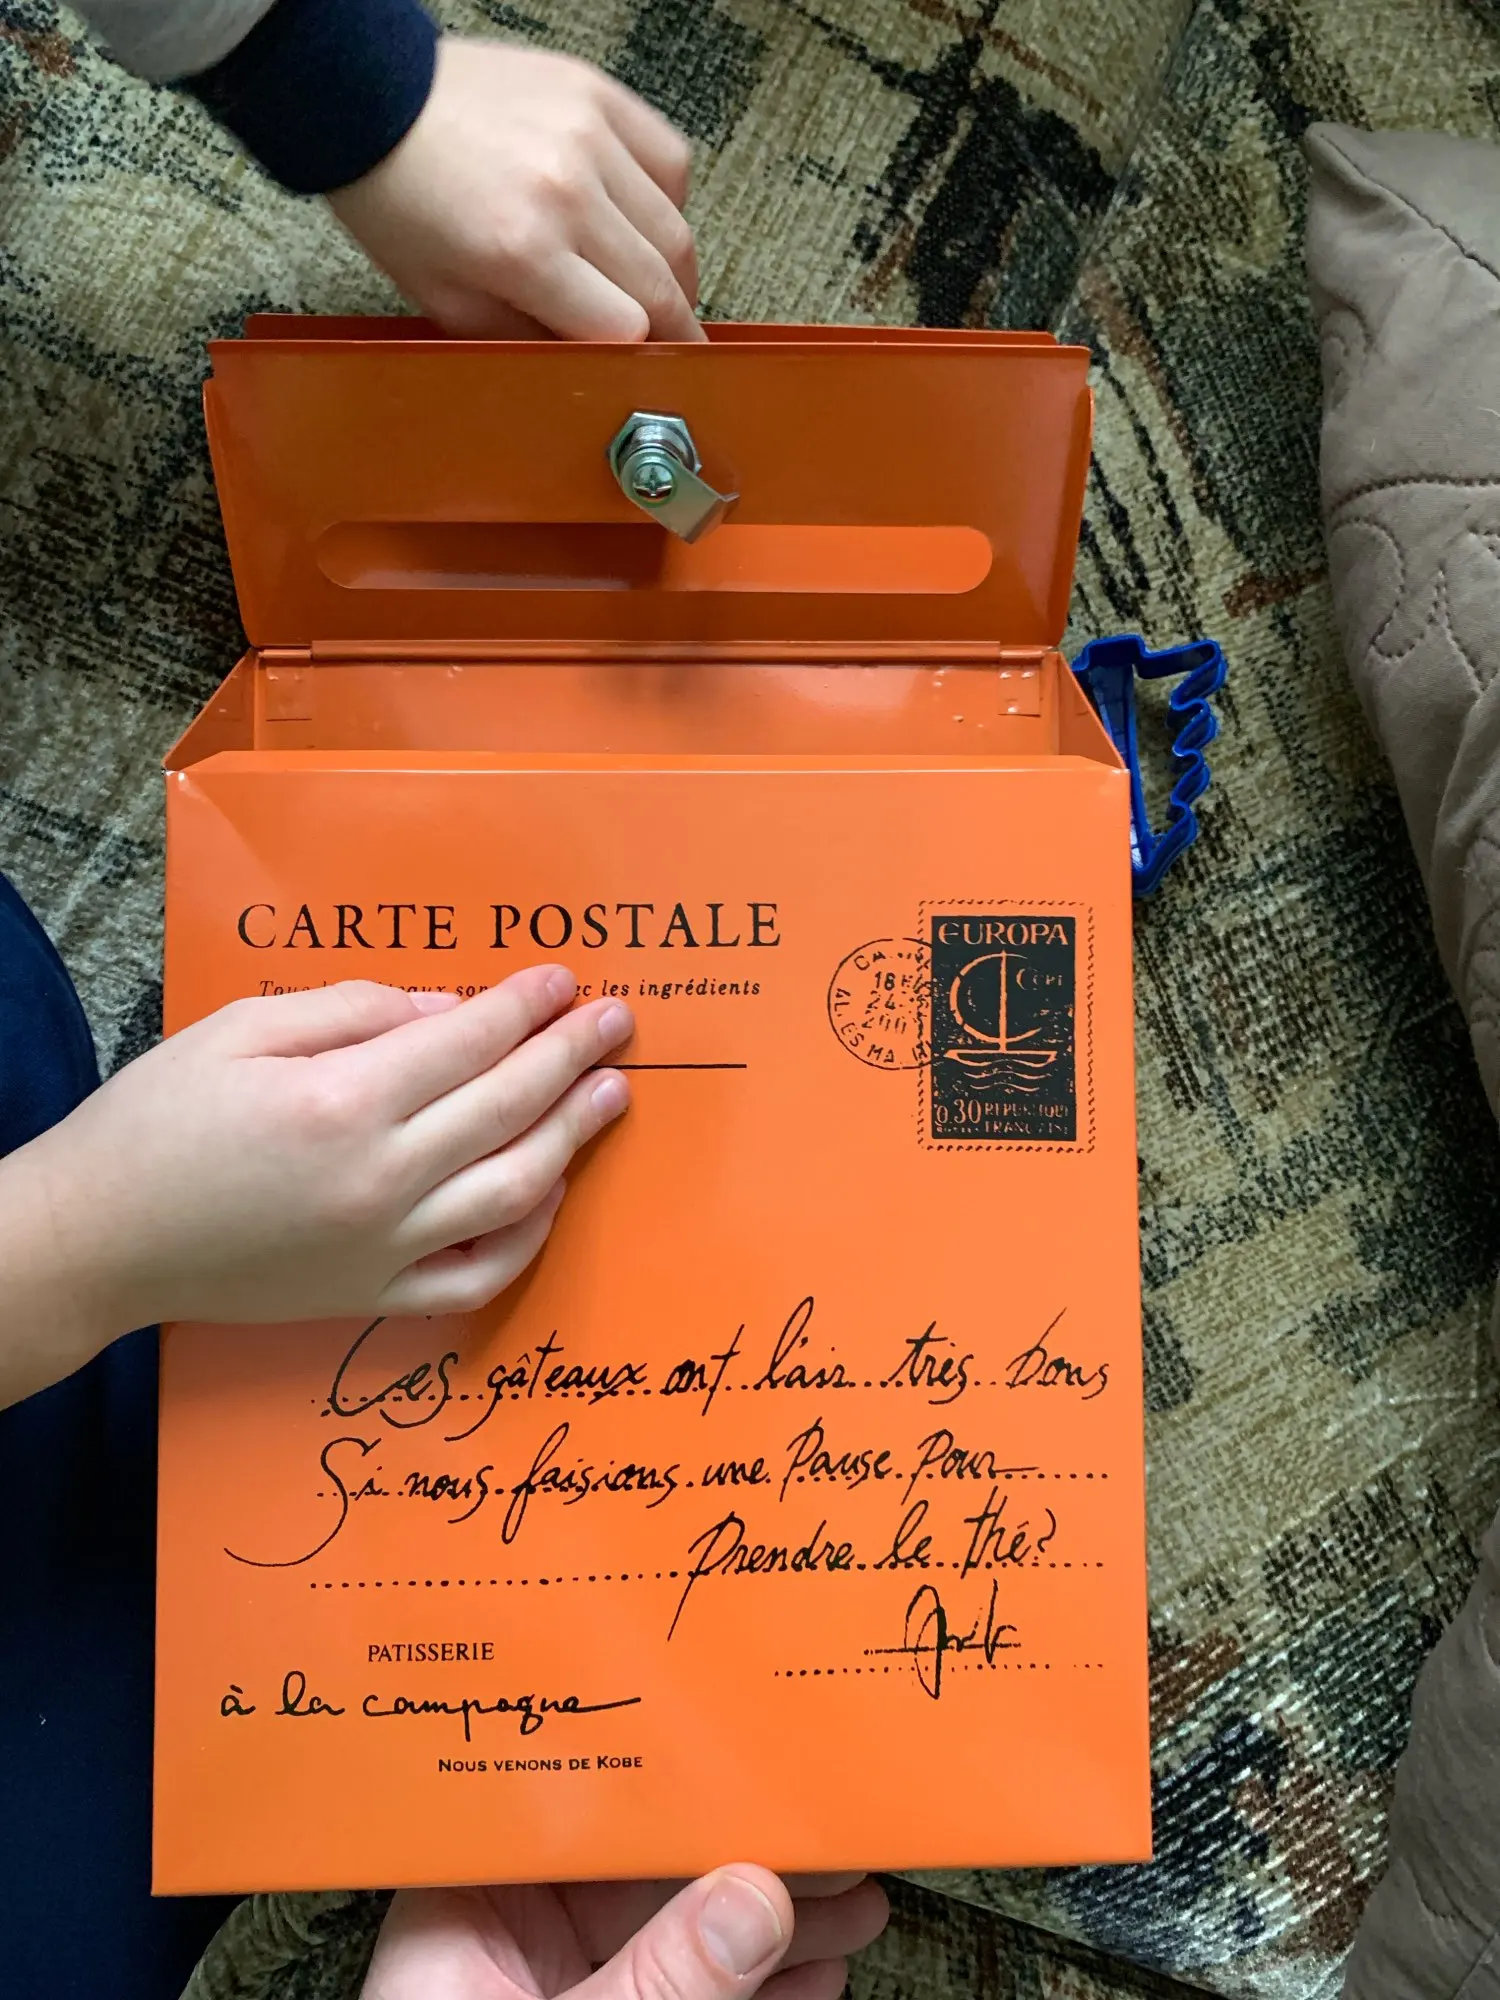 CARTE POSTALE
les ingrédients
EUROPA
CEPT
0.30 REPUBLIQUE
FRANÇAISE
Ces gâteaux ont l'air très bons
Si nous faisions une Pause Pour
Prendre le thé?
PATISSERIE
à la campagne
NOUS VENONS DE KOBE